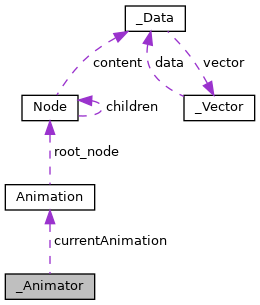 _Data
content
data
vector
Node
children
_Vector
root_node
Animation
currentAnimation
_Animator